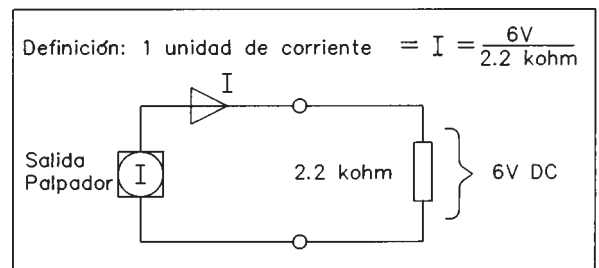 Definición: 1 unidad de corriente = I = 6V / 2.2 kohm
I
Salida
Palpador
I
2.2 kohm
6V DC